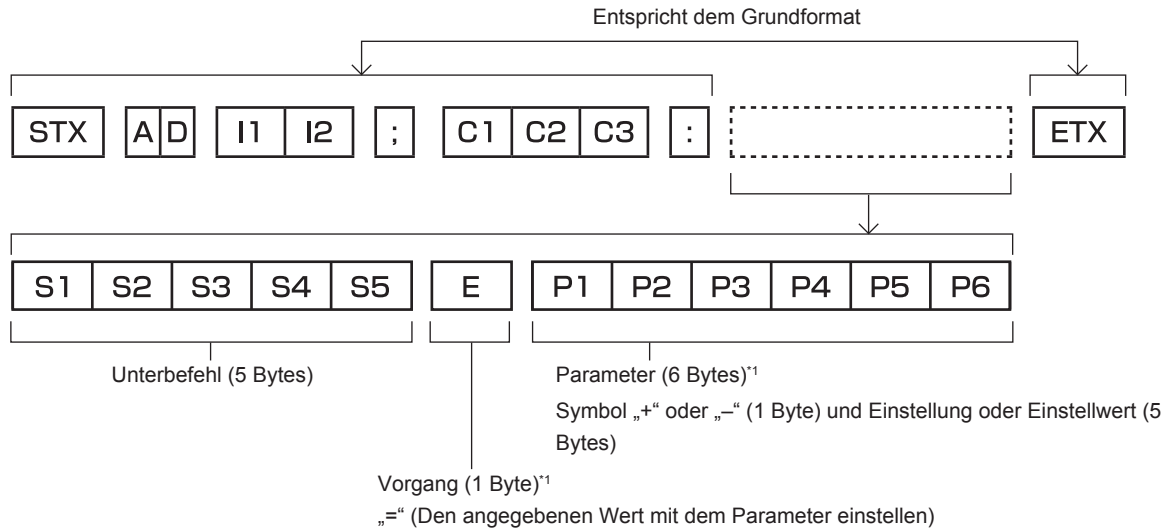 Entspricht dem Grundformat
STX A D I1 I2 ; C1 C2 C3 : ETX
S1 S2 S3 S4 S5 E P1 P2 P3 P4 P5 P6
Unterbefehl (5 Bytes)
Parameter (6 Bytes)*1
Symbol „+“ oder „–“ (1 Byte) und Einstellung oder Einstellwert (5
Bytes)
Vorgang (1 Byte)*1
„=“ (Den angegebenen Wert mit dem Parameter einstellen)